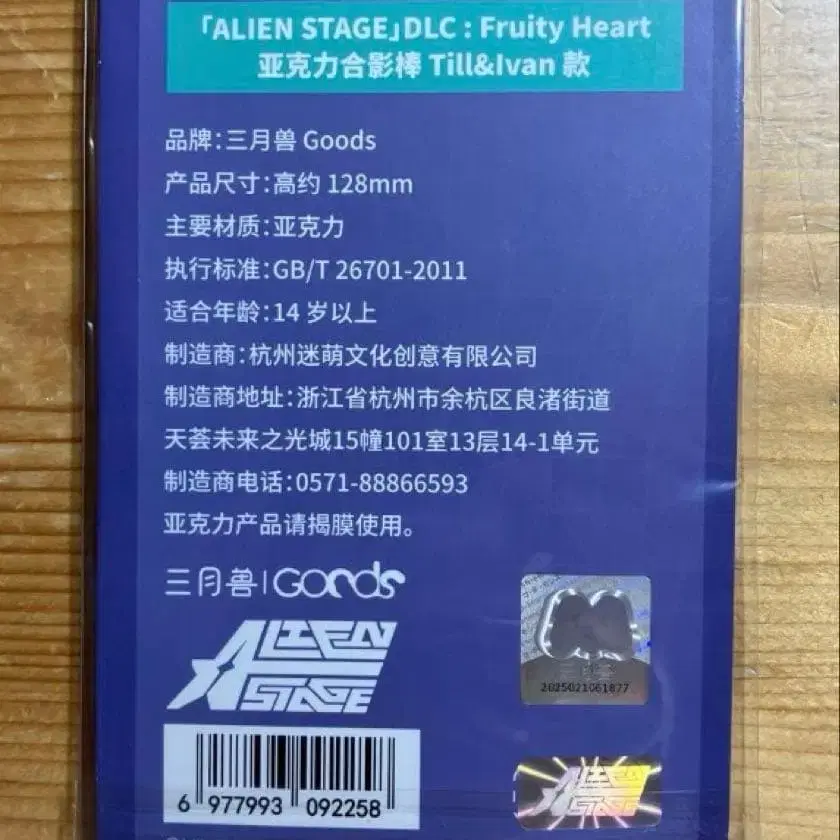 「ALIEN STAGE」DLC : Fruity Heart
亚克力合影棒 Till&Ivan 款
品牌：三月兽 Goods
产品尺寸：高约 128mm
主要材质：亚克力
执行标准：GB/T 26701-2011
适合年龄：14 岁以上
制造商：杭州迷萌文化创意有限公司
制造商地址：浙江省杭州市余杭区良渚街道
天荟未来之光城15幢101室13层14-1单元
制造商电话：0571-88866593
亚克力产品请揭膜使用。
三月兽|Goods
ALIEN
STAGE
三月兽
2025021061877
6 977993 092258
ALIEN
STAGE